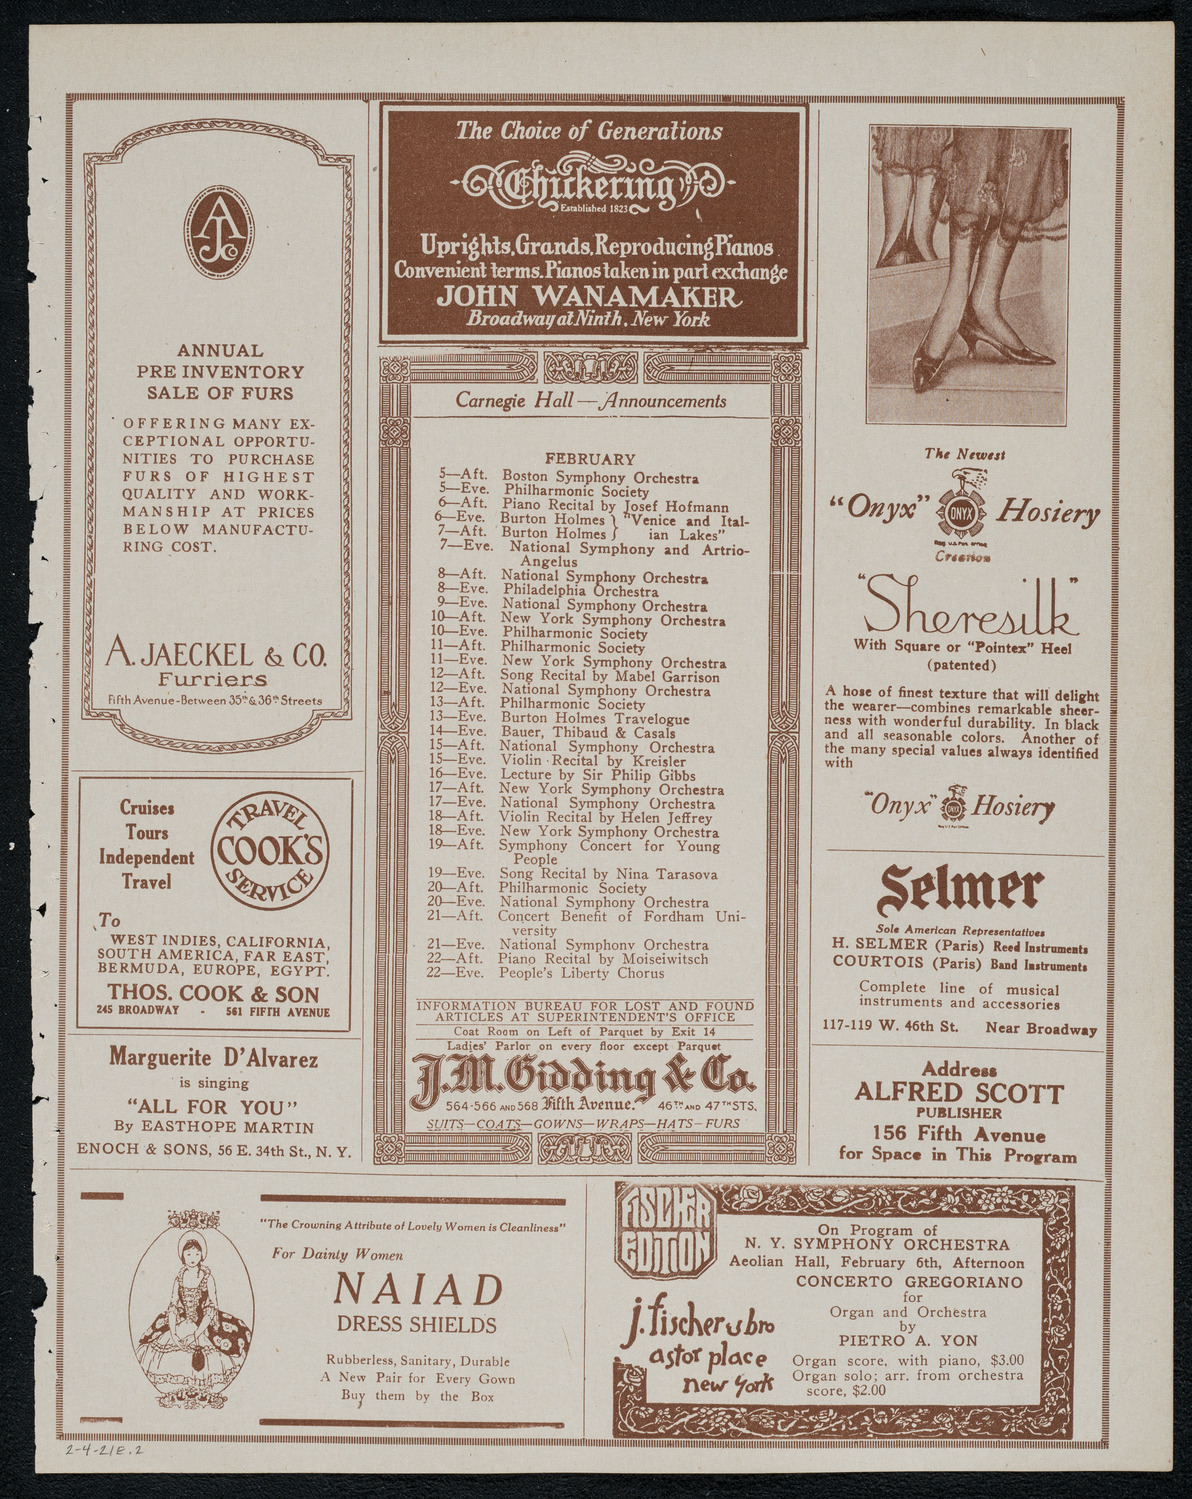 AJCo
ANNUAL
PRE INVENTORY
SALE OF FURS
OFFERING MANY EX-
CEPTIONAL OPPORTU-
NITIES TO PURCHASE
FURS OF HIGHEST
QUALITY AND WORK-
MANSHIP AT PRICES
BELOW MANUFACTU-
RING COST.
A. JAECKEL & CO.
Furriers
Fifth Avenue-Between 35th & 36th Streets
Cruises
Tours
Independent
Travel
TRAVEL
COOK'S
SERVICE
To
WEST INDIES, CALIFORNIA,
SOUTH AMERICA, FAR EAST,
BERMUDA, EUROPE, EGYPT.
THOS. COOK & SON
245 BROADWAY - 561 FIFTH AVENUE
Marguerite D'Alvarez
is singing
"ALL FOR YOU"
By EASTHOPE MARTIN
ENOCH & SONS, 56 E. 34th St., N. Y.
The Choice of Generations
Chickering
Established 1823
Uprights, Grands, Reproducing Pianos
Convenient terms. Pianos taken in part exchange
JOHN WANAMAKER
Broadway at Ninth, New York
Carnegie Hall—Announcements
FEBRUARY
5—Aft. Boston Symphony Orchestra
5—Eve. Philharmonic Society
6—Aft. Piano Recital by Josef Hofmann
6—Eve. Burton Holmes } "Venice and Ital-
7—Aft. Burton Holmes } ian Lakes"
7—Eve. National Symphony and Artrio-
Angelus
8—Aft. National Symphony Orchestra
8—Eve. Philadelphia Orchestra
9—Eve. National Symphony Orchestra
10—Aft. New York Symphony Orchestra
10—Eve. Philharmonic Society
11—Aft. Philharmonic Society
11—Eve. New York Symphony Orchestra
12—Aft. Song Recital by Mabel Garrison
12—Eve. National Symphony Orchestra
13—Aft. Philharmonic Society
13—Eve. Burton Holmes Travelogue
14—Eve. Bauer, Thibaud & Casals
15—Aft. National Symphony Orchestra
15—Eve. Violin Recital by Kreisler
16—Eve. Lecture by Sir Philip Gibbs
17—Aft. New York Symphony Orchestra
17—Eve. National Symphony Orchestra
18—Aft. Violin Recital by Helen Jeffrey
18—Eve. New York Symphony Orchestra
19—Aft. Symphony Concert for Young
People
19—Eve. Song Recital by Nina Tarasova
20—Aft. Philharmonic Society
20—Eve. National Symphony Orchestra
21—Aft. Concert Benefit of Fordham Uni-
versity
21—Eve. National Symphony Orchestra
22—Aft. Piano Recital by Moiseiwitsch
22—Eve. People's Liberty Chorus
INFORMATION BUREAU FOR LOST AND FOUND
ARTICLES AT SUPERINTENDENT'S OFFICE
Coat Room on Left of Parquet by Exit 14
Ladies' Parlor on every floor except Parquet
J.M. Gidding & Co.
564-566 AND 568 Fifth Avenue. 46TH AND 47TH STS.
SUITS—COATS—GOWNS—WRAPS—HATS—FURS
The Newest
"Onyx" ONYX Hosiery
Reg. U.S. Pat. Office
Creation
"Sheresilk"
With Square or "Pointex" Heel
(patented)
A hose of finest texture that will delight
the wearer—combines remarkable sheer-
ness with wonderful durability. In black
and all seasonable colors. Another of
the many special values always identified
with
"Onyx" ONYX Hosiery
Selmer
Sole American Representatives
H. SELMER (Paris) Reed Instruments
COURTOIS (Paris) Band Instruments
Complete line of musical
instruments and accessories
117-119 W. 46th St. Near Broadway
Address
ALFRED SCOTT
PUBLISHER
156 Fifth Avenue
for Space in This Program
"The Crowning Attribute of Lovely Women is Cleanliness"
For Dainty Women
NAIAD
DRESS SHIELDS
Rubberless, Sanitary, Durable
A New Pair for Every Gown
Buy them by the Box
FISCHER
EDITION
j. fischer & bro
astor place
new york
On Program of
N. Y. SYMPHONY ORCHESTRA
Aeolian Hall, February 6th, Afternoon
CONCERTO GREGORIANO
for
Organ and Orchestra
by
PIETRO A. YON
Organ score, with piano, $3.00
Organ solo; arr. from orchestra
score, $2.00
2-4-21E.2